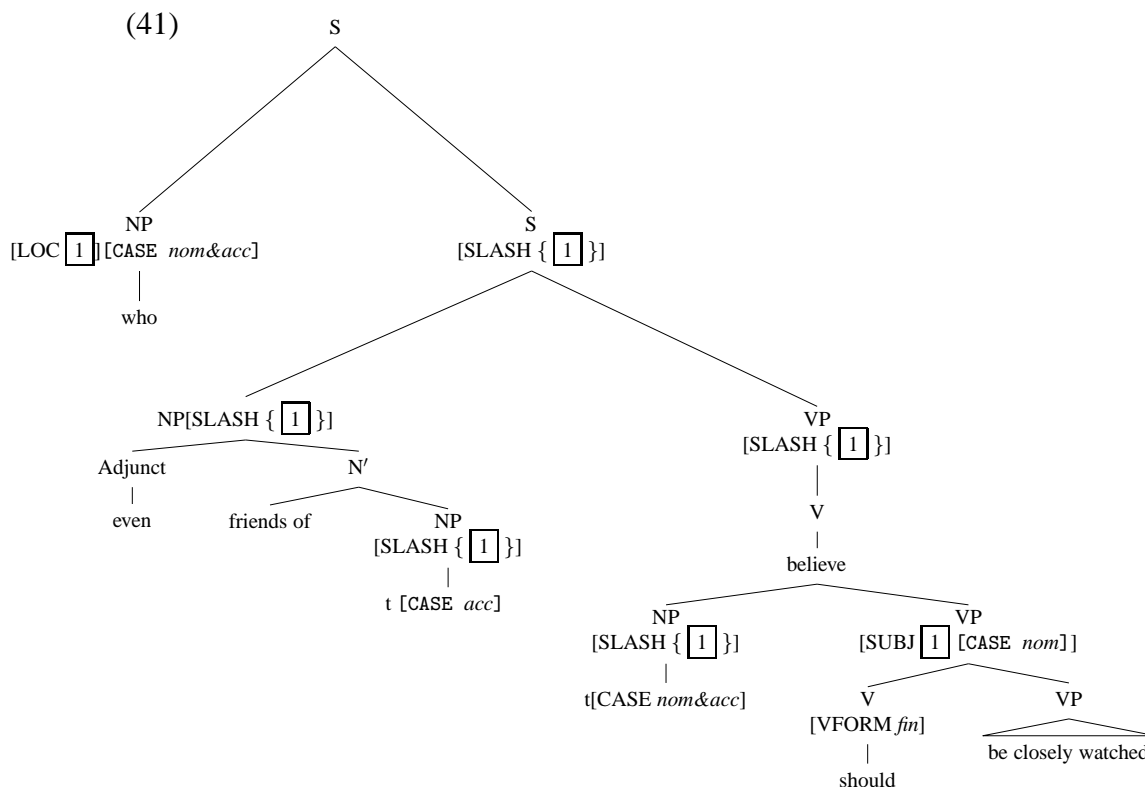 (41)
S
NP S
[LOC 1][CASE nom&acc] [SLASH { 1 }]
who
NP[SLASH { 1 }] VP
[SLASH { 1 }]
Adjunct N′
even friends of NP V
[SLASH { 1 }]
believe
t [CASE acc]
NP VP
[SLASH { 1 }] [SUBJ 1 [CASE nom]]
t[CASE nom&acc] V VP
[VFORM fin]
be closely watched
should